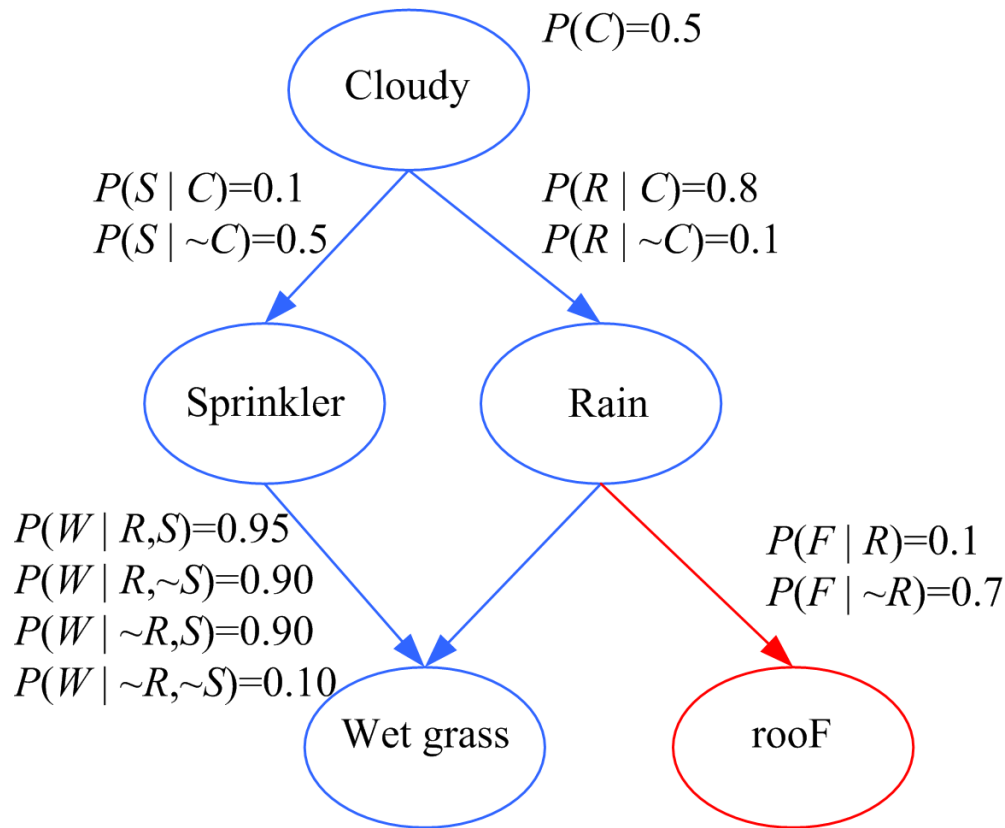 P(C)=0.5
Cloudy
P(S | C)=0.1
P(S | ~C)=0.5
P(R | C)=0.8
P(R | ~C)=0.1
Sprinkler
Rain
P(W | R,S)=0.95
P(W | R,~S)=0.90
P(W | ~R,S)=0.90
P(W | ~R,~S)=0.10
P(F | R)=0.1
P(F | ~R)=0.7
Wet grass
rooF